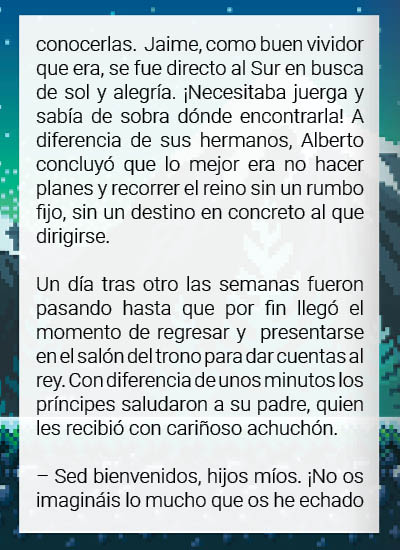 conocerlas. Jaime, como buen vividor
que era, se fue directo al Sur en busca
de sol y alegría. ¡Necesitaba juerga y
sabía de sobra dónde encontrarla! A
diferencia de sus hermanos, Alberto
concluyó que lo mejor era no hacer
planes y recorrer el reino sin un rumbo
fijo, sin un destino en concreto al que
dirigirse.
Un día tras otro las semanas fueron
pasando hasta que por fin llegó el
momento de regresar y presentarse
en el salón del trono para dar cuentas al
rey. Con diferencia de unos minutos los
príncipes saludaron a su padre, quien
les recibió con cariñoso achuchón.
– Sed bienvenidos, hijos míos. ¡No os
imagináis lo mucho que os he echado